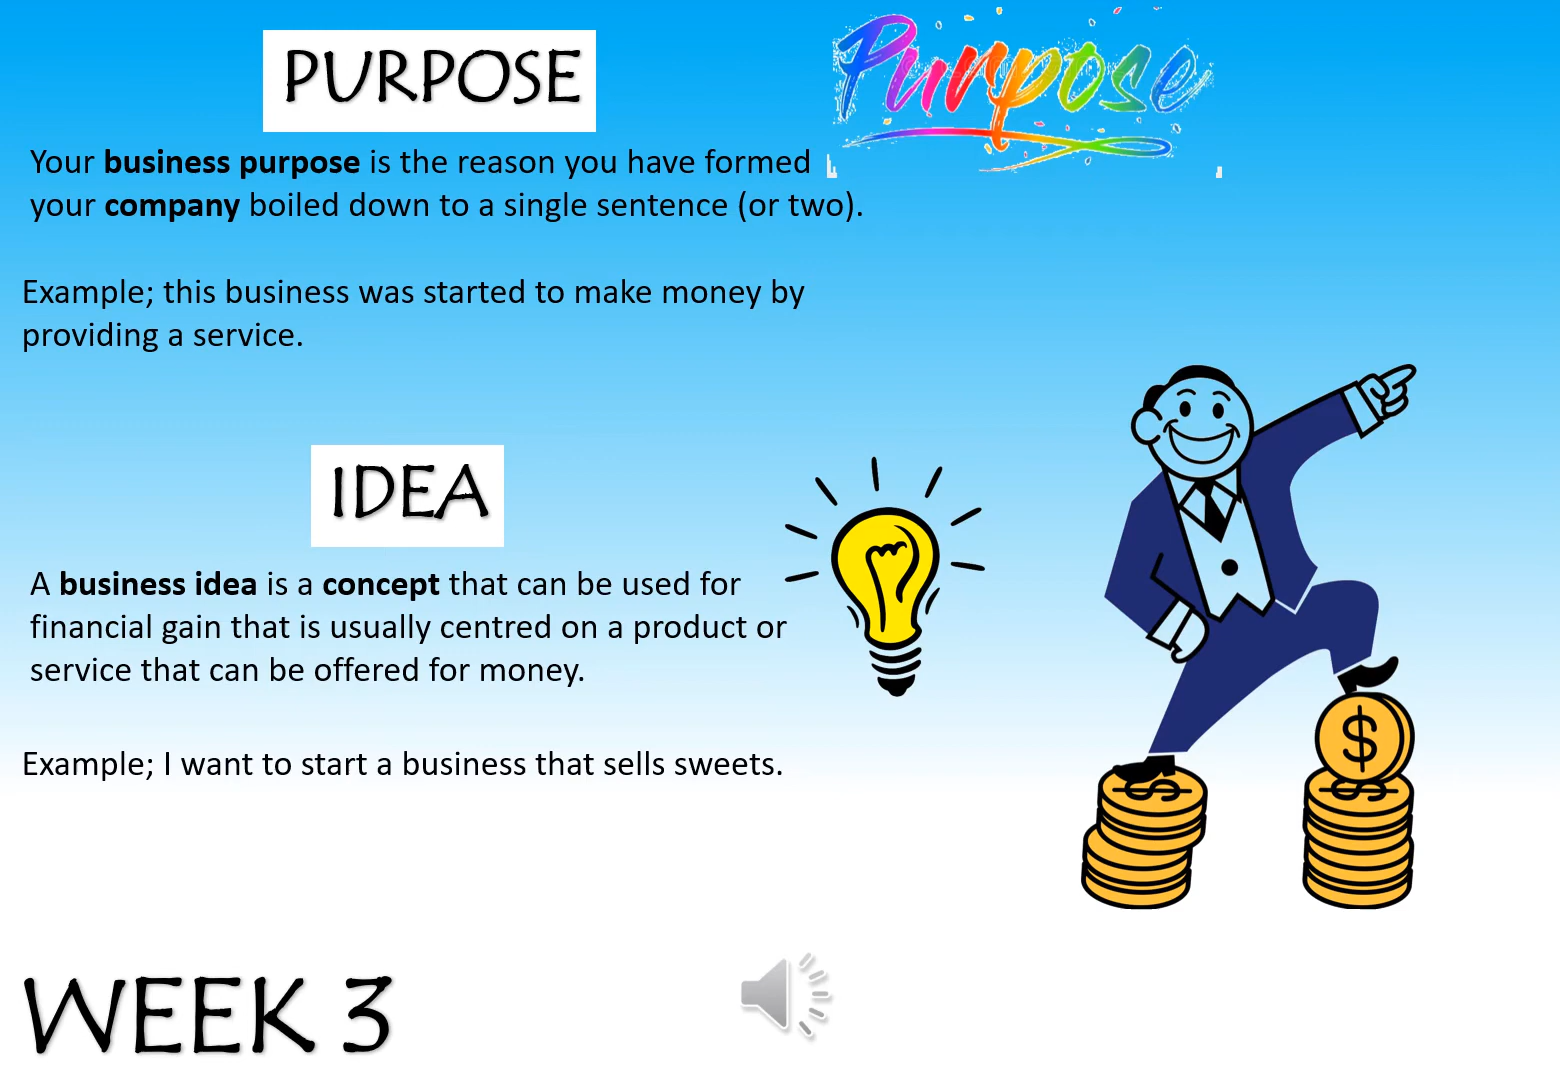 PURPOSE
Purpose
Your business purpose is the reason you have formed
your company boiled down to a single sentence (or two).
Example; this business was started to make money by
providing a service.
IDEA
A business idea is a concept that can be used for
financial gain that is usually centred on a product or
service that can be offered for money.
Example; I want to start a business that sells sweets.
$
$
$
WEEK 3